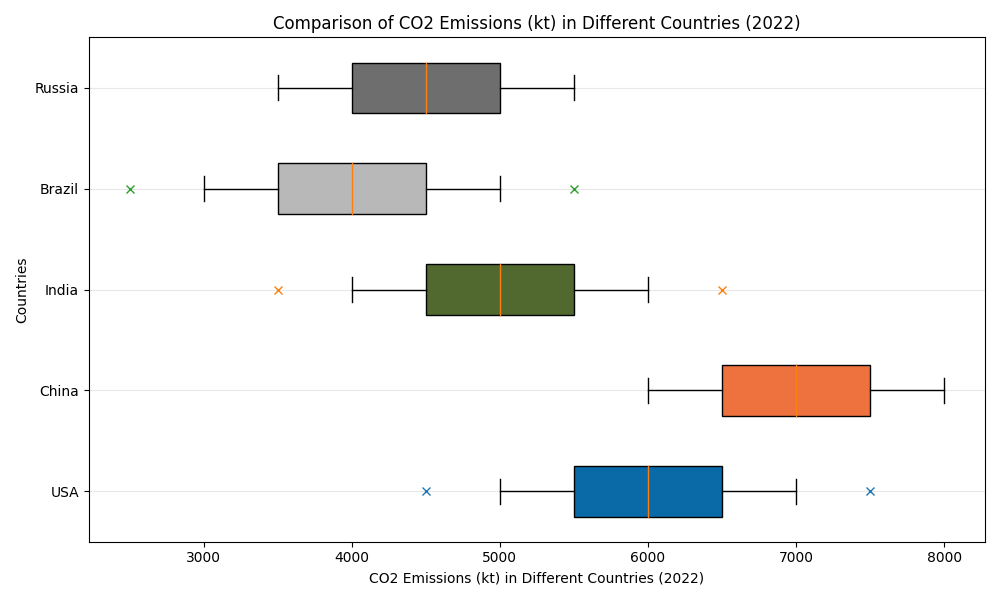 Comparison of CO2 Emissions (kt) in Different Countries (2022)
Russia
Brazil
India
China
USA
Countries
3000 4000 5000 6000 7000 8000
CO2 Emissions (kt) in Different Countries (2022)